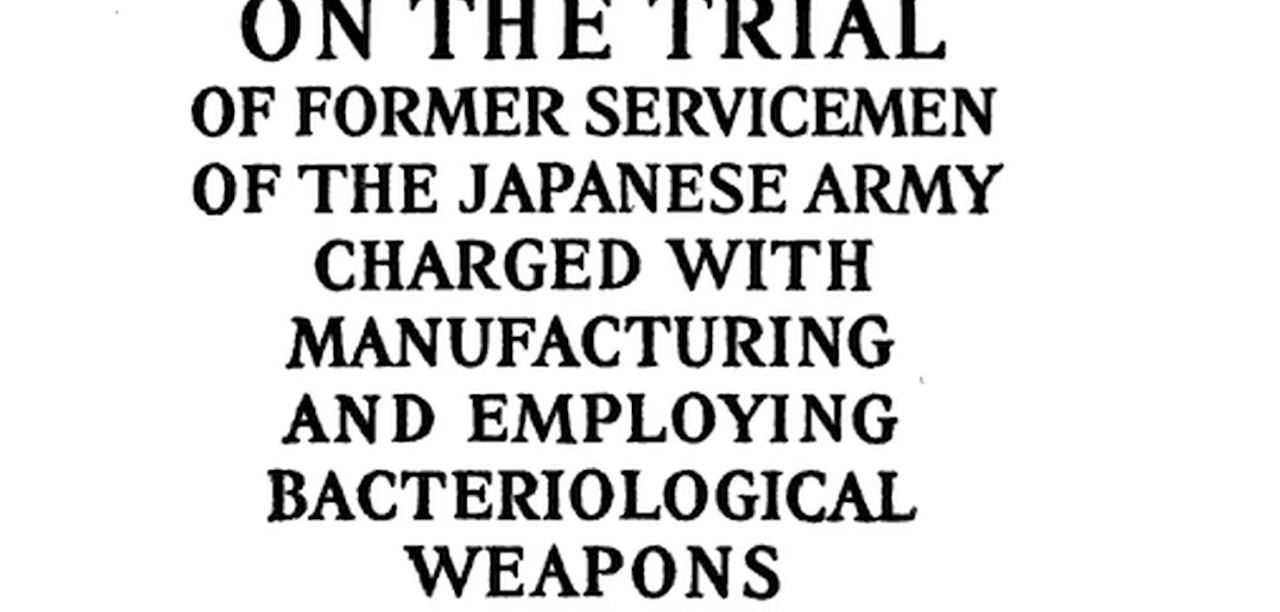 ON THE TRIAL
OF FORMER SERVICEMEN
OF THE JAPANESE ARMY
CHARGED WITH
MANUFACTURING
AND EMPLOYING
BACTERIOLOGICAL
WEAPONS